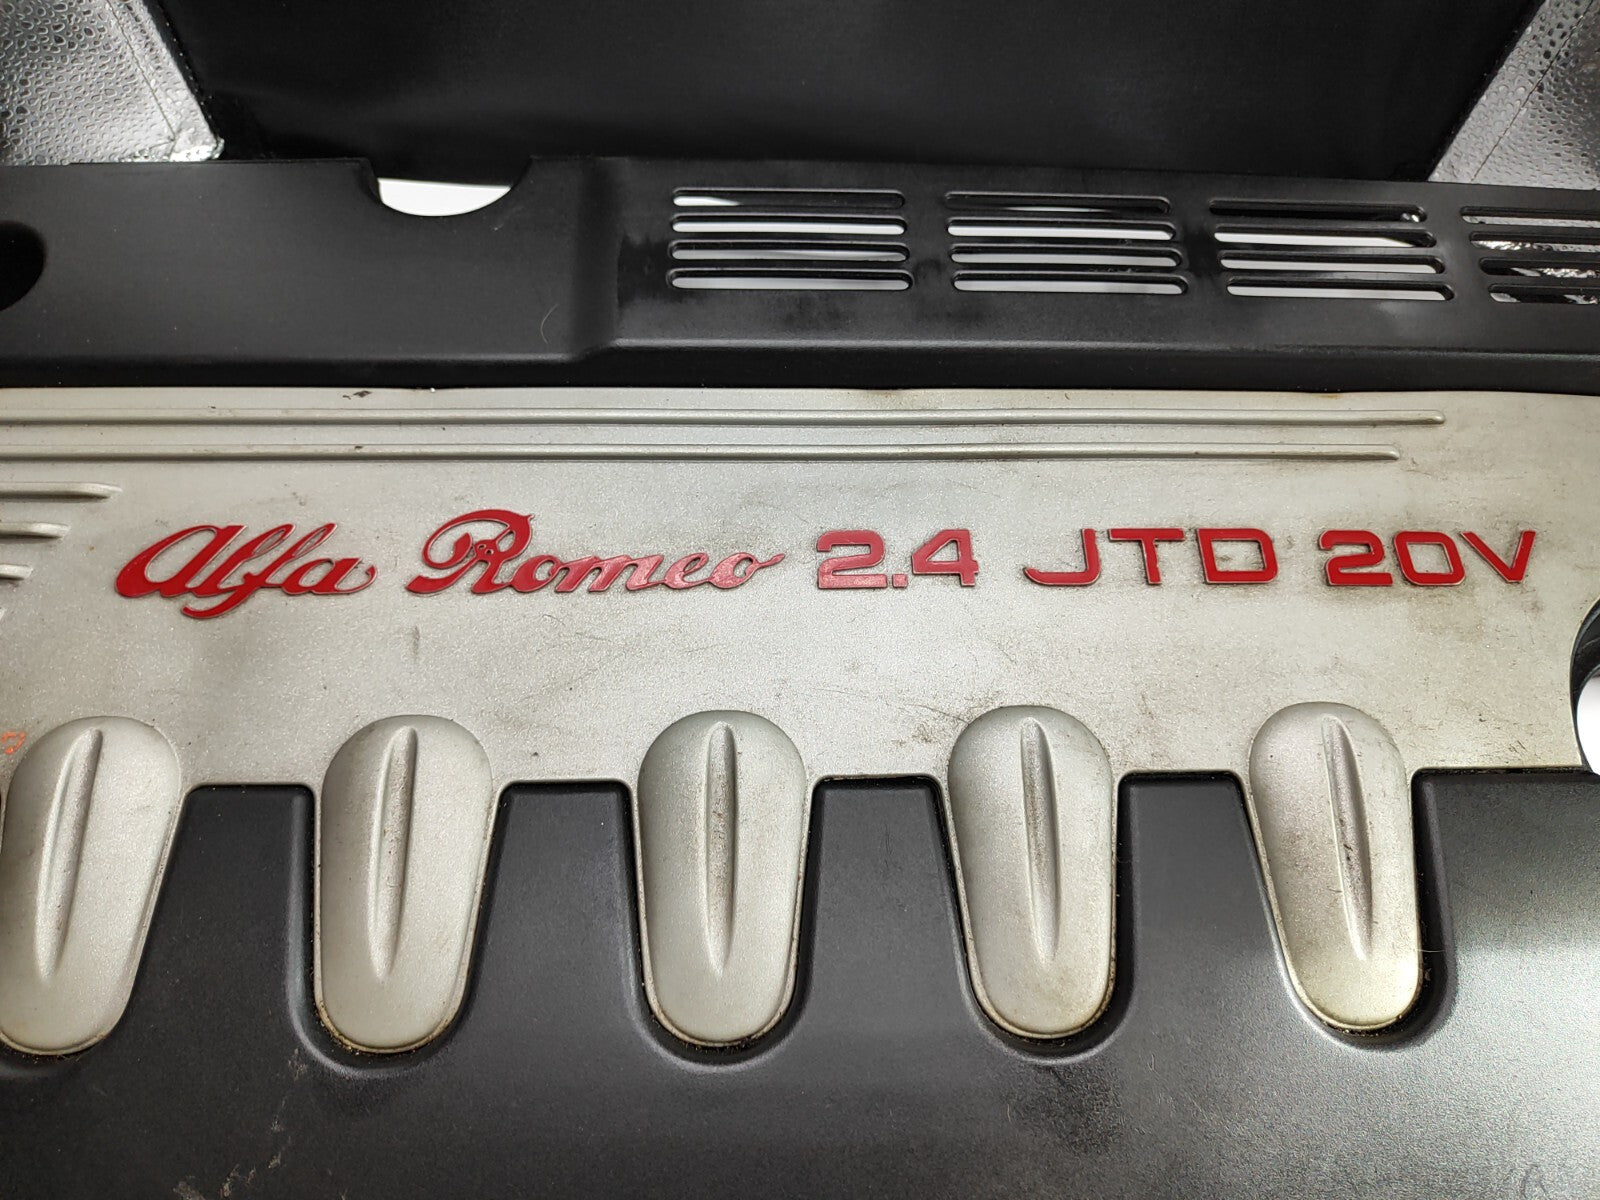 Alfa Romeo 2.4 JTD 20V